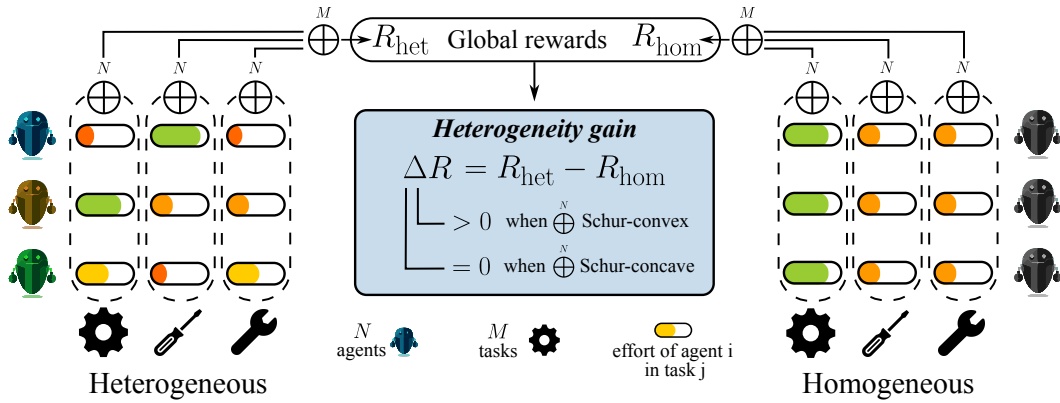 M
R_het Global rewards R_hom
M
N N N
N N N
Heterogeneity gain
ΔR = R_het − R_hom
> 0 when ⊕^N Schur-convex
= 0 when ⊕^N Schur-concave
N
agents
M
tasks
effort of agent i
in task j
Heterogeneous
Homogeneous